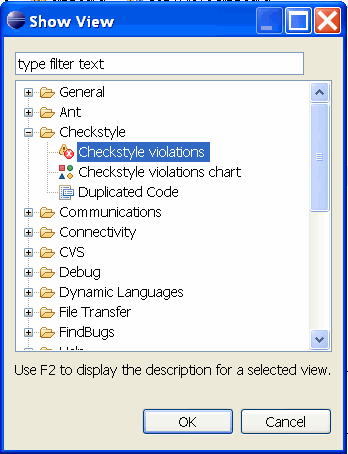 Show View
type filter text
General
Ant
Checkstyle
Checkstyle violations
Checkstyle violations chart
Duplicated Code
Communications
Connectivity
CVS
Debug
Dynamic Languages
File Transfer
FindBugs
Use F2 to display the description for a selected view.
OK Cancel